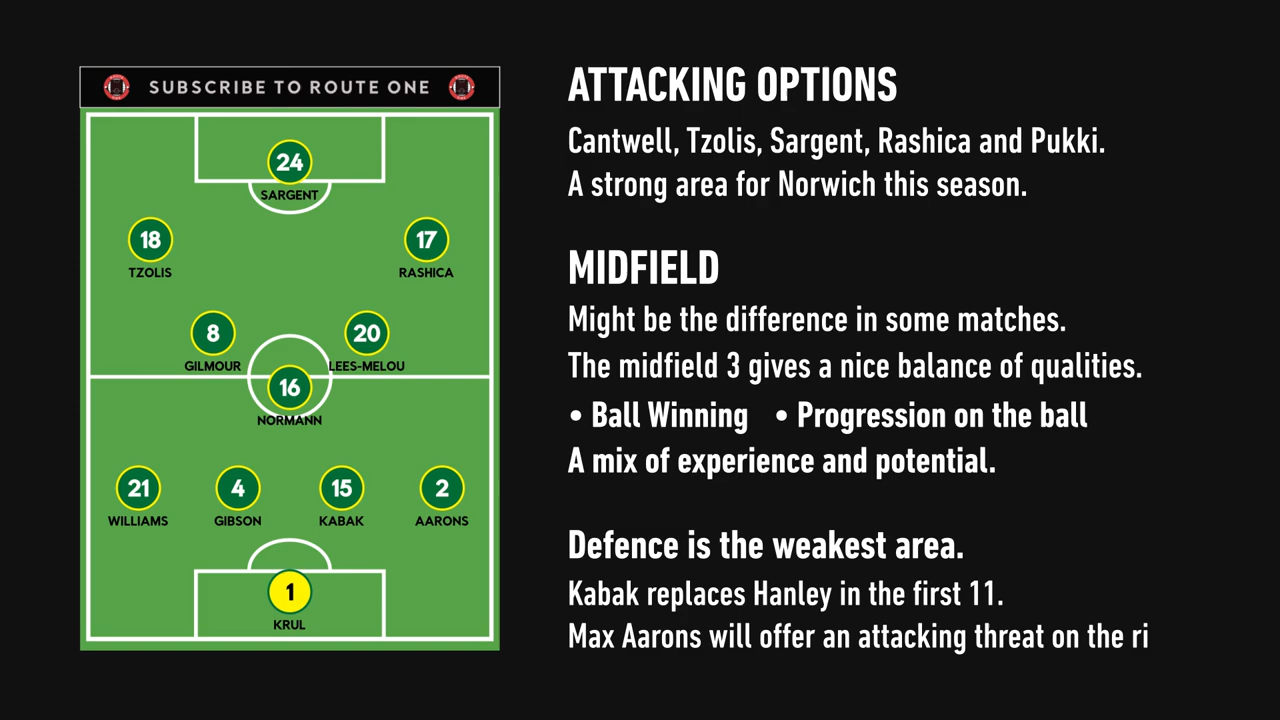 SUBSCRIBE TO ROUTE ONE
24
SARGENT
18
17
TZOLIS
RASHICA
8
20
GILMOUR
LEES-MELOU
16
NORMANN
21
4
15
2
WILLIAMS
GIBSON
KABAK
AARONS
1
KRUL
ATTACKING OPTIONS
Cantwell, Tzolis, Sargent, Rashica and Pukki.
A strong area for Norwich this season.
MIDFIELD
Might be the difference in some matches.
The midfield 3 gives a nice balance of qualities.
• Ball Winning • Progression on the ball
A mix of experience and potential.
Defence is the weakest area.
Kabak replaces Hanley in the first 11.
Max Aarons will offer an attacking threat on the ri